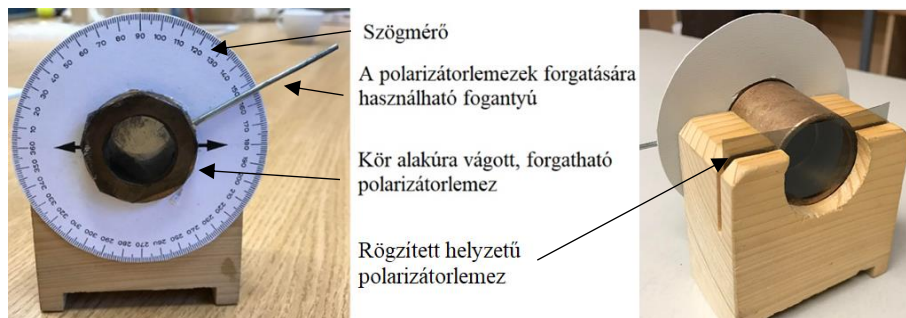 Szögmérő
A polarizátorlemezek forgatására
használható fogantyú
Kör alakúra vágott, forgatható
polarizátorlemez
Rögzített helyzetű
polarizátorlemez